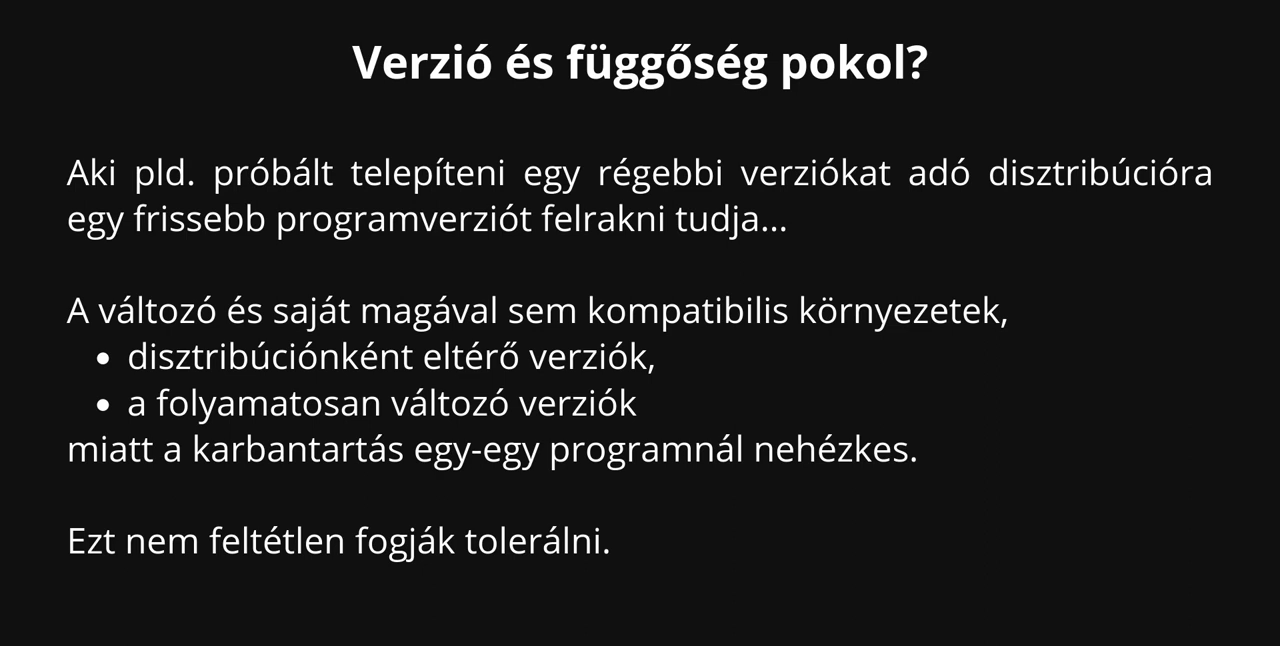 Verzió és függőség pokol?
Aki pld. próbált telepíteni egy régebbi verziókat adó disztribúcióra
egy frissebb programverziót felrakni tudja...
A változó és saját magával sem kompatibilis környezetek,
• disztribúciónként eltérő verziók,
• a folyamatosan változó verziók
miatt a karbantartás egy-egy programnál nehézkes.
Ezt nem feltétlen fogják tolerálni.